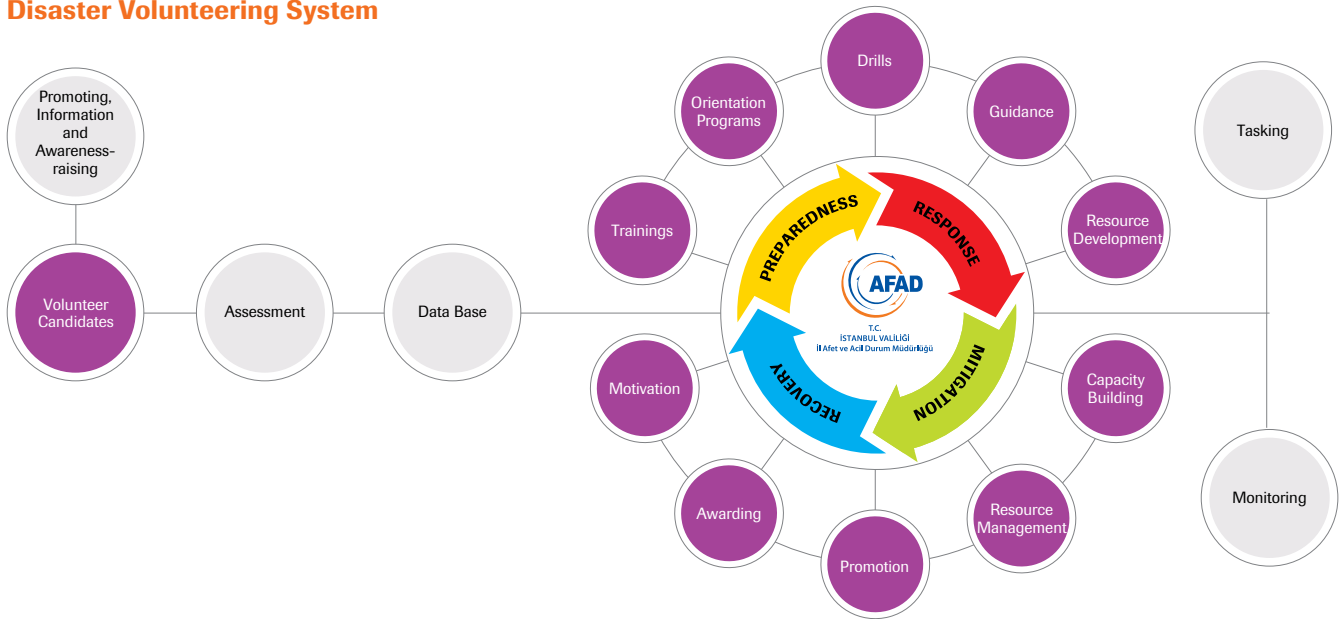 Disaster Volunteering System
Promoting,
Information
and
Awareness-
raising
Volunteer
Candidates
Assessment
Data Base
Trainings
Orientation
Programs
Drills
Guidance
Resource
Development
Motivation
Awarding
Promotion
Resource
Management
Capacity
Building
PREPAREDNESS
RESPONSE
MITIGATION
RECOVERY
AFAD
T.C.
İSTANBUL VALİLİĞİ
İl Afet ve Acil Durum Müdürlüğü
Tasking
Monitoring